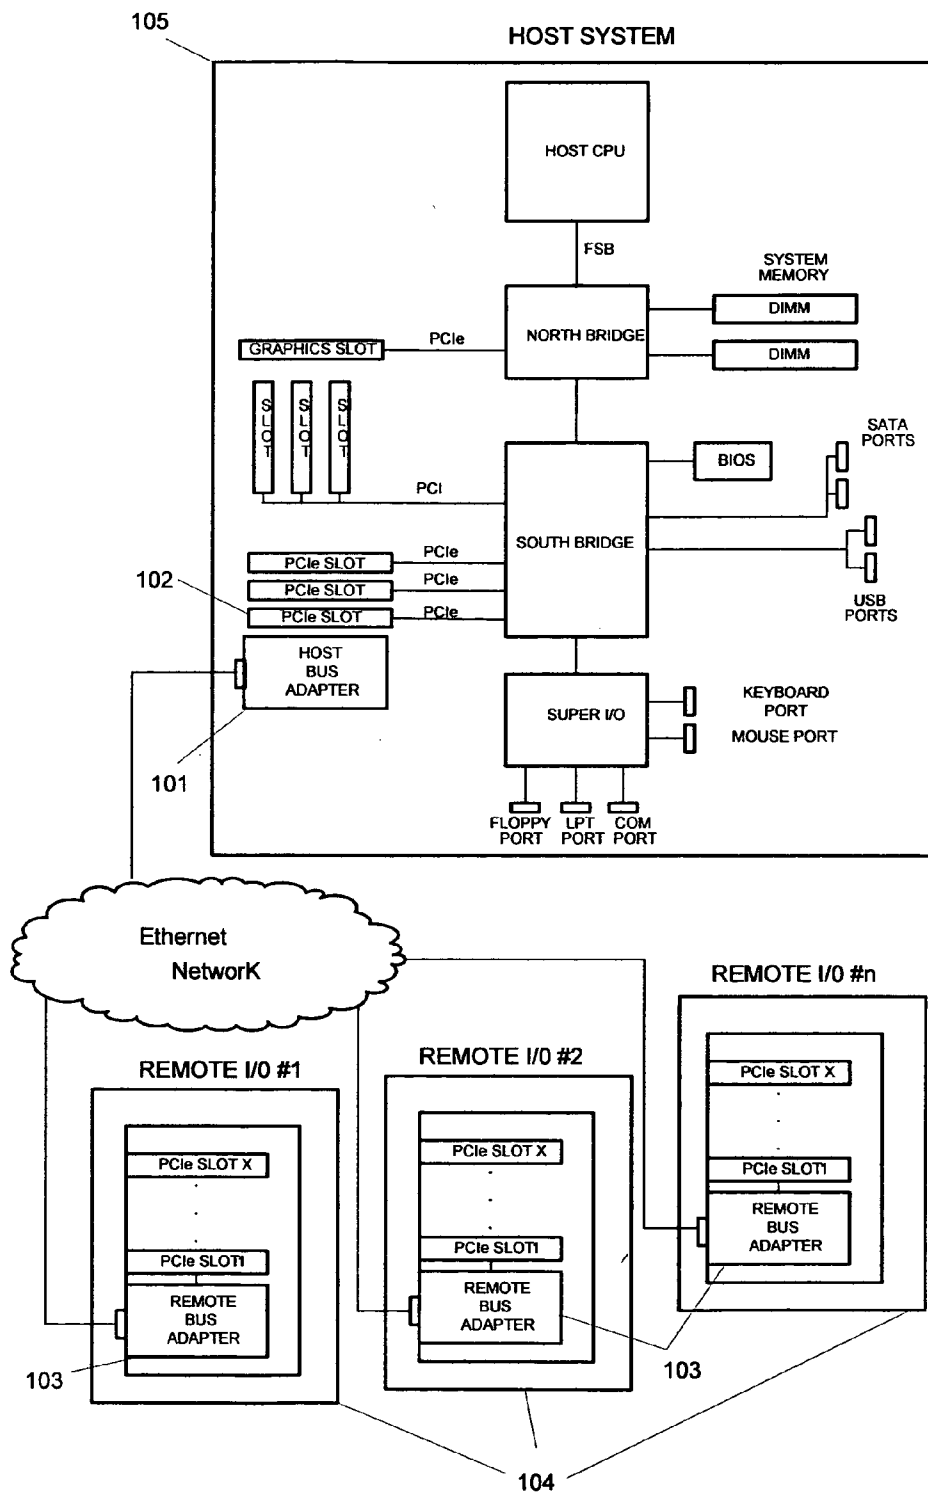 105
HOST SYSTEM
HOST CPU
FSB
SYSTEM
MEMORY
DIMM
NORTH BRIDGE
DIMM
PCIe
GRAPHICS SLOT
SLOT
SLOT
SLOT
SATA
PORTS
BIOS
PCI
SOUTH BRIDGE
PCIe
PCIe SLOT
PCIe
PCIe SLOT
102
PCIe
PCIe SLOT
USB
PORTS
HOST
BUS
ADAPTER
101
SUPER I/O
KEYBOARD
PORT
MOUSE PORT
FLOPPY
PORT
LPT
PORT
COM
PORT
Ethernet
NetworK
REMOTE I/0 #n
PCIe SLOT X
PCIe SLOT1
REMOTE
BUS
ADAPTER
REMOTE I/0 #1
PCIe SLOT X
PCIe SLOT1
REMOTE
BUS
ADAPTER
103
REMOTE I/0 #2
PCIe SLOT X
PCIe SLOT1
REMOTE
BUS
ADAPTER
103
104